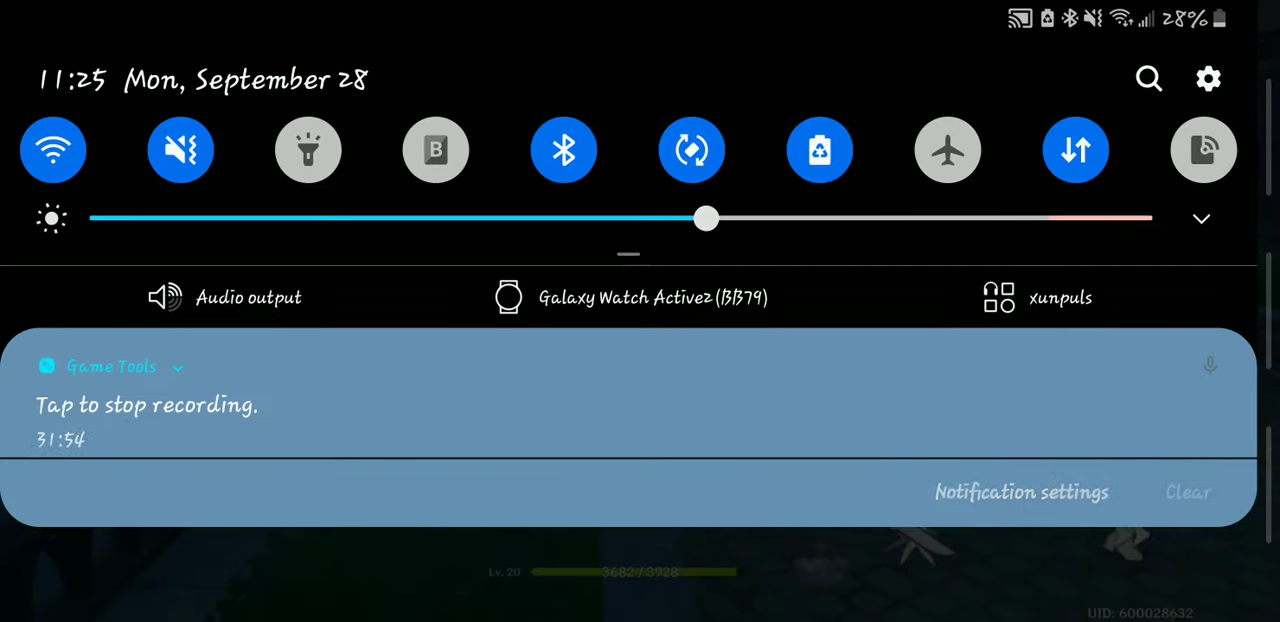 28%
11:25 Mon, September 28
B
Audio output
Galaxy Watch Active2 (BB79)
xunpuls
Game Tools
Tap to stop recording.
31:54
Notification settings
Clear
Lv. 20
3682 / 3928
UID: 600028632